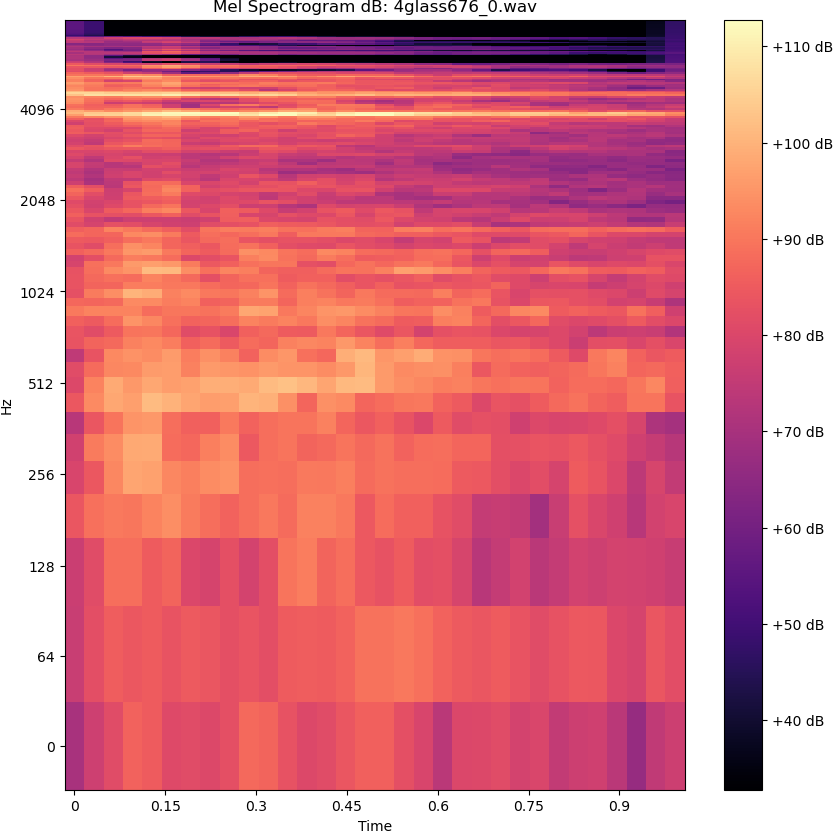 Mel Spectrogram dB: 4glass676_0.wav
+110 dB
4096
+100 dB
2048
+90 dB
1024
+80 dB
512
Hz
+70 dB
256
+60 dB
128
+50 dB
64
+40 dB
0
0 0.15 0.3 0.45 0.6 0.75 0.9
Time